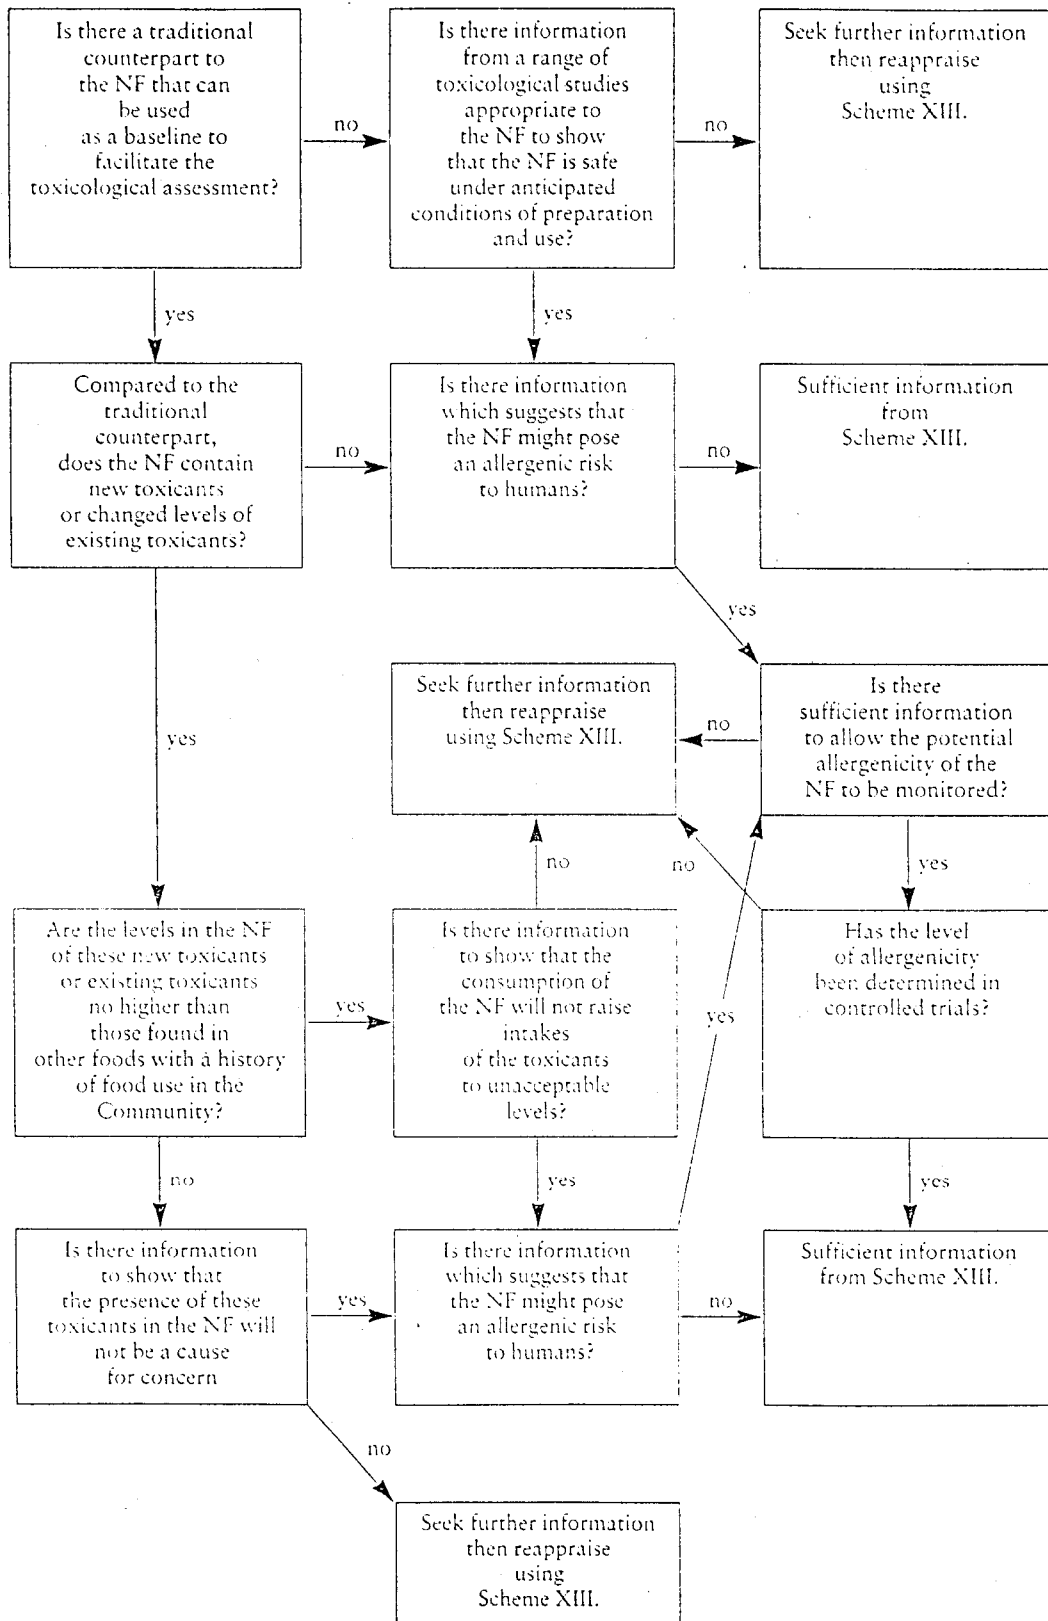 Is there a traditional
counterpart to
the NF that can
be used
as a baseline to
facilitate the
toxicological assessment?
no
Is there information
from a range of
toxicological studies
appropriate to
the NF to show
that the NF is safe
under anticipated
conditions of preparation
and use?
no
Seek further information
then reappraise
using
Scheme XIII.
yes
yes
Compared to the
traditional
counterpart,
does the NF contain
new toxicants
or changed levels of
existing toxicants?
no
Is there information
which suggests that
the NF might pose
an allergenic risk
to humans?
no
Sufficient information
from
Scheme XIII.
yes
yes
Seek further information
then reappraise
using Scheme XIII.
no
Is there
sufficient information
to allow the potential
allergenicity of the
NF to be monitored?
no
no
yes
Are the levels in the NF
of these new toxicants
or existing toxicants
no higher than
those found in
other foods with a history
of food use in the
Community?
yes
Is there information
to show that the
consumption of
the NF will not raise
intakes
of the toxicants
to unacceptable
levels?
yes
Has the level
of allergenicity
been determined in
controlled trials?
no
yes
yes
Is there information
to show that
the presence of these
toxicants in the NF will
not be a cause
for concern
yes
Is there information
which suggests that
the NF might pose
an allergenic risk
to humans?
no
Sufficient information
from Scheme XIII.
no
Seek further information
then reappraise
using
Scheme XIII.